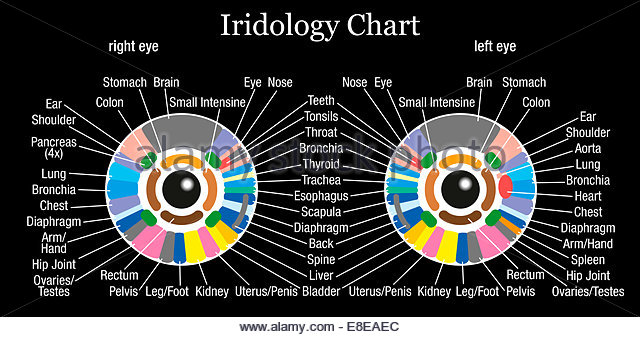 Iridology Chart
right eye
left eye
Stomach Brain
Eye Nose
Nose Eye
Brain Stomach
Colon
Small Intensine
Small Intensine
Colon
Ear
Shoulder
Pancreas
(4x)
Lung
Bronchia
Chest
Diaphragm
Arm/
Hand
Hip Joint
Ovaries/
Testes
Rectum
Pelvis
Leg/Foot
Kidney
Uterus/Penis
Teeth
Tonsils
Throat
Bronchia
Thyroid
Trachea
Esophagus
Scapula
Diaphragm
Back
Spine
Liver
Bladder
Uterus/Penis
Kidney
Leg/Foot
Pelvis
Rectum
Ear
Shoulder
Aorta
Lung
Bronchia
Heart
Chest
Diaphragm
Arm/Hand
Spleen
Hip Joint
Ovaries/Testes
alamy stock photo
www.alamy.com - E8EAEC